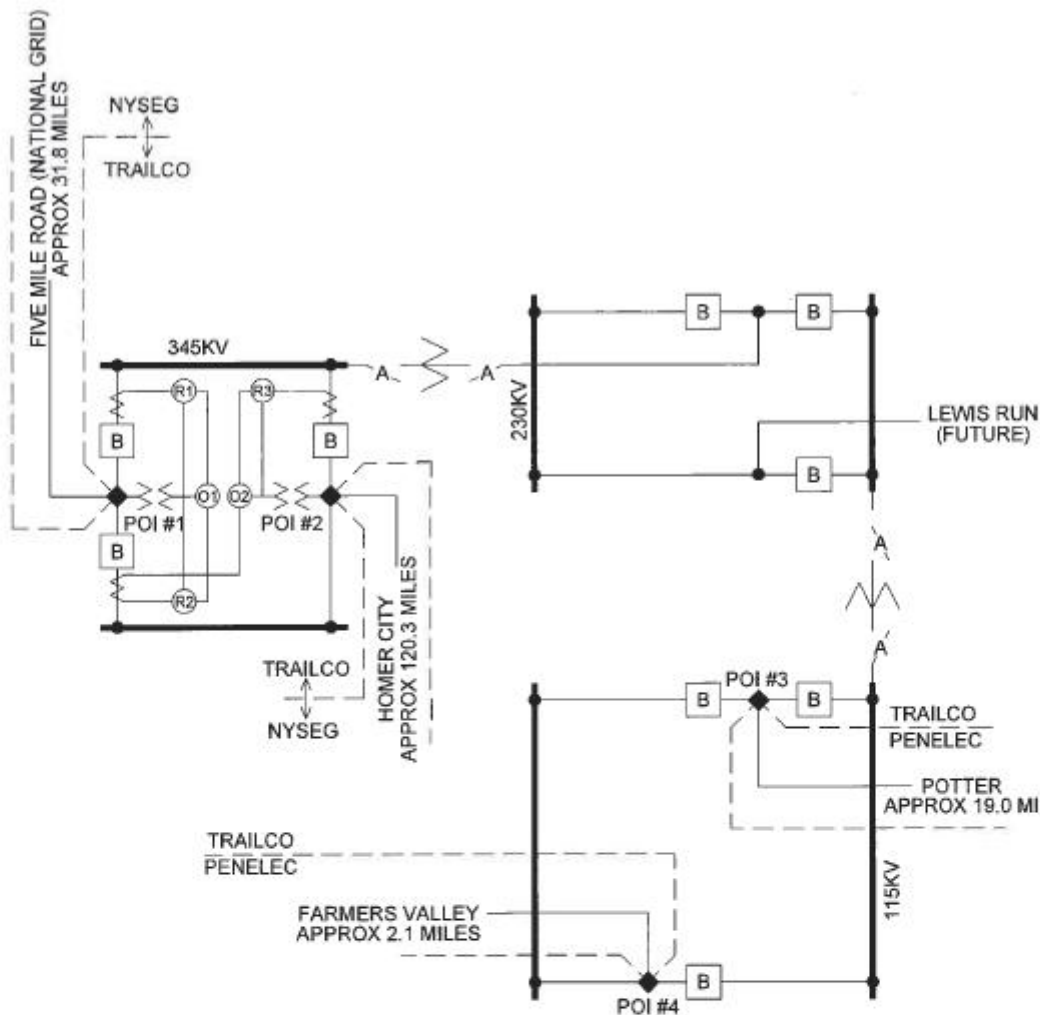 FIVE MILE ROAD (NATIONAL GRID)
APPROX 31.8 MILES
NYSEG
TRAILCO
345KV
R1
R3
B
B
O1
O2
POI #1
POI #2
B
R2
A
A
230KV
B
B
LEWIS RUN
(FUTURE)
B
A
A
HOMER CITY
APPROX 120.3 MILES
TRAILCO
NYSEG
POI #3
B
B
TRAILCO
PENELEC
POTTER
APPROX 19.0 MI
115KV
TRAILCO
PENELEC
FARMERS VALLEY
APPROX 2.1 MILES
B
POI #4